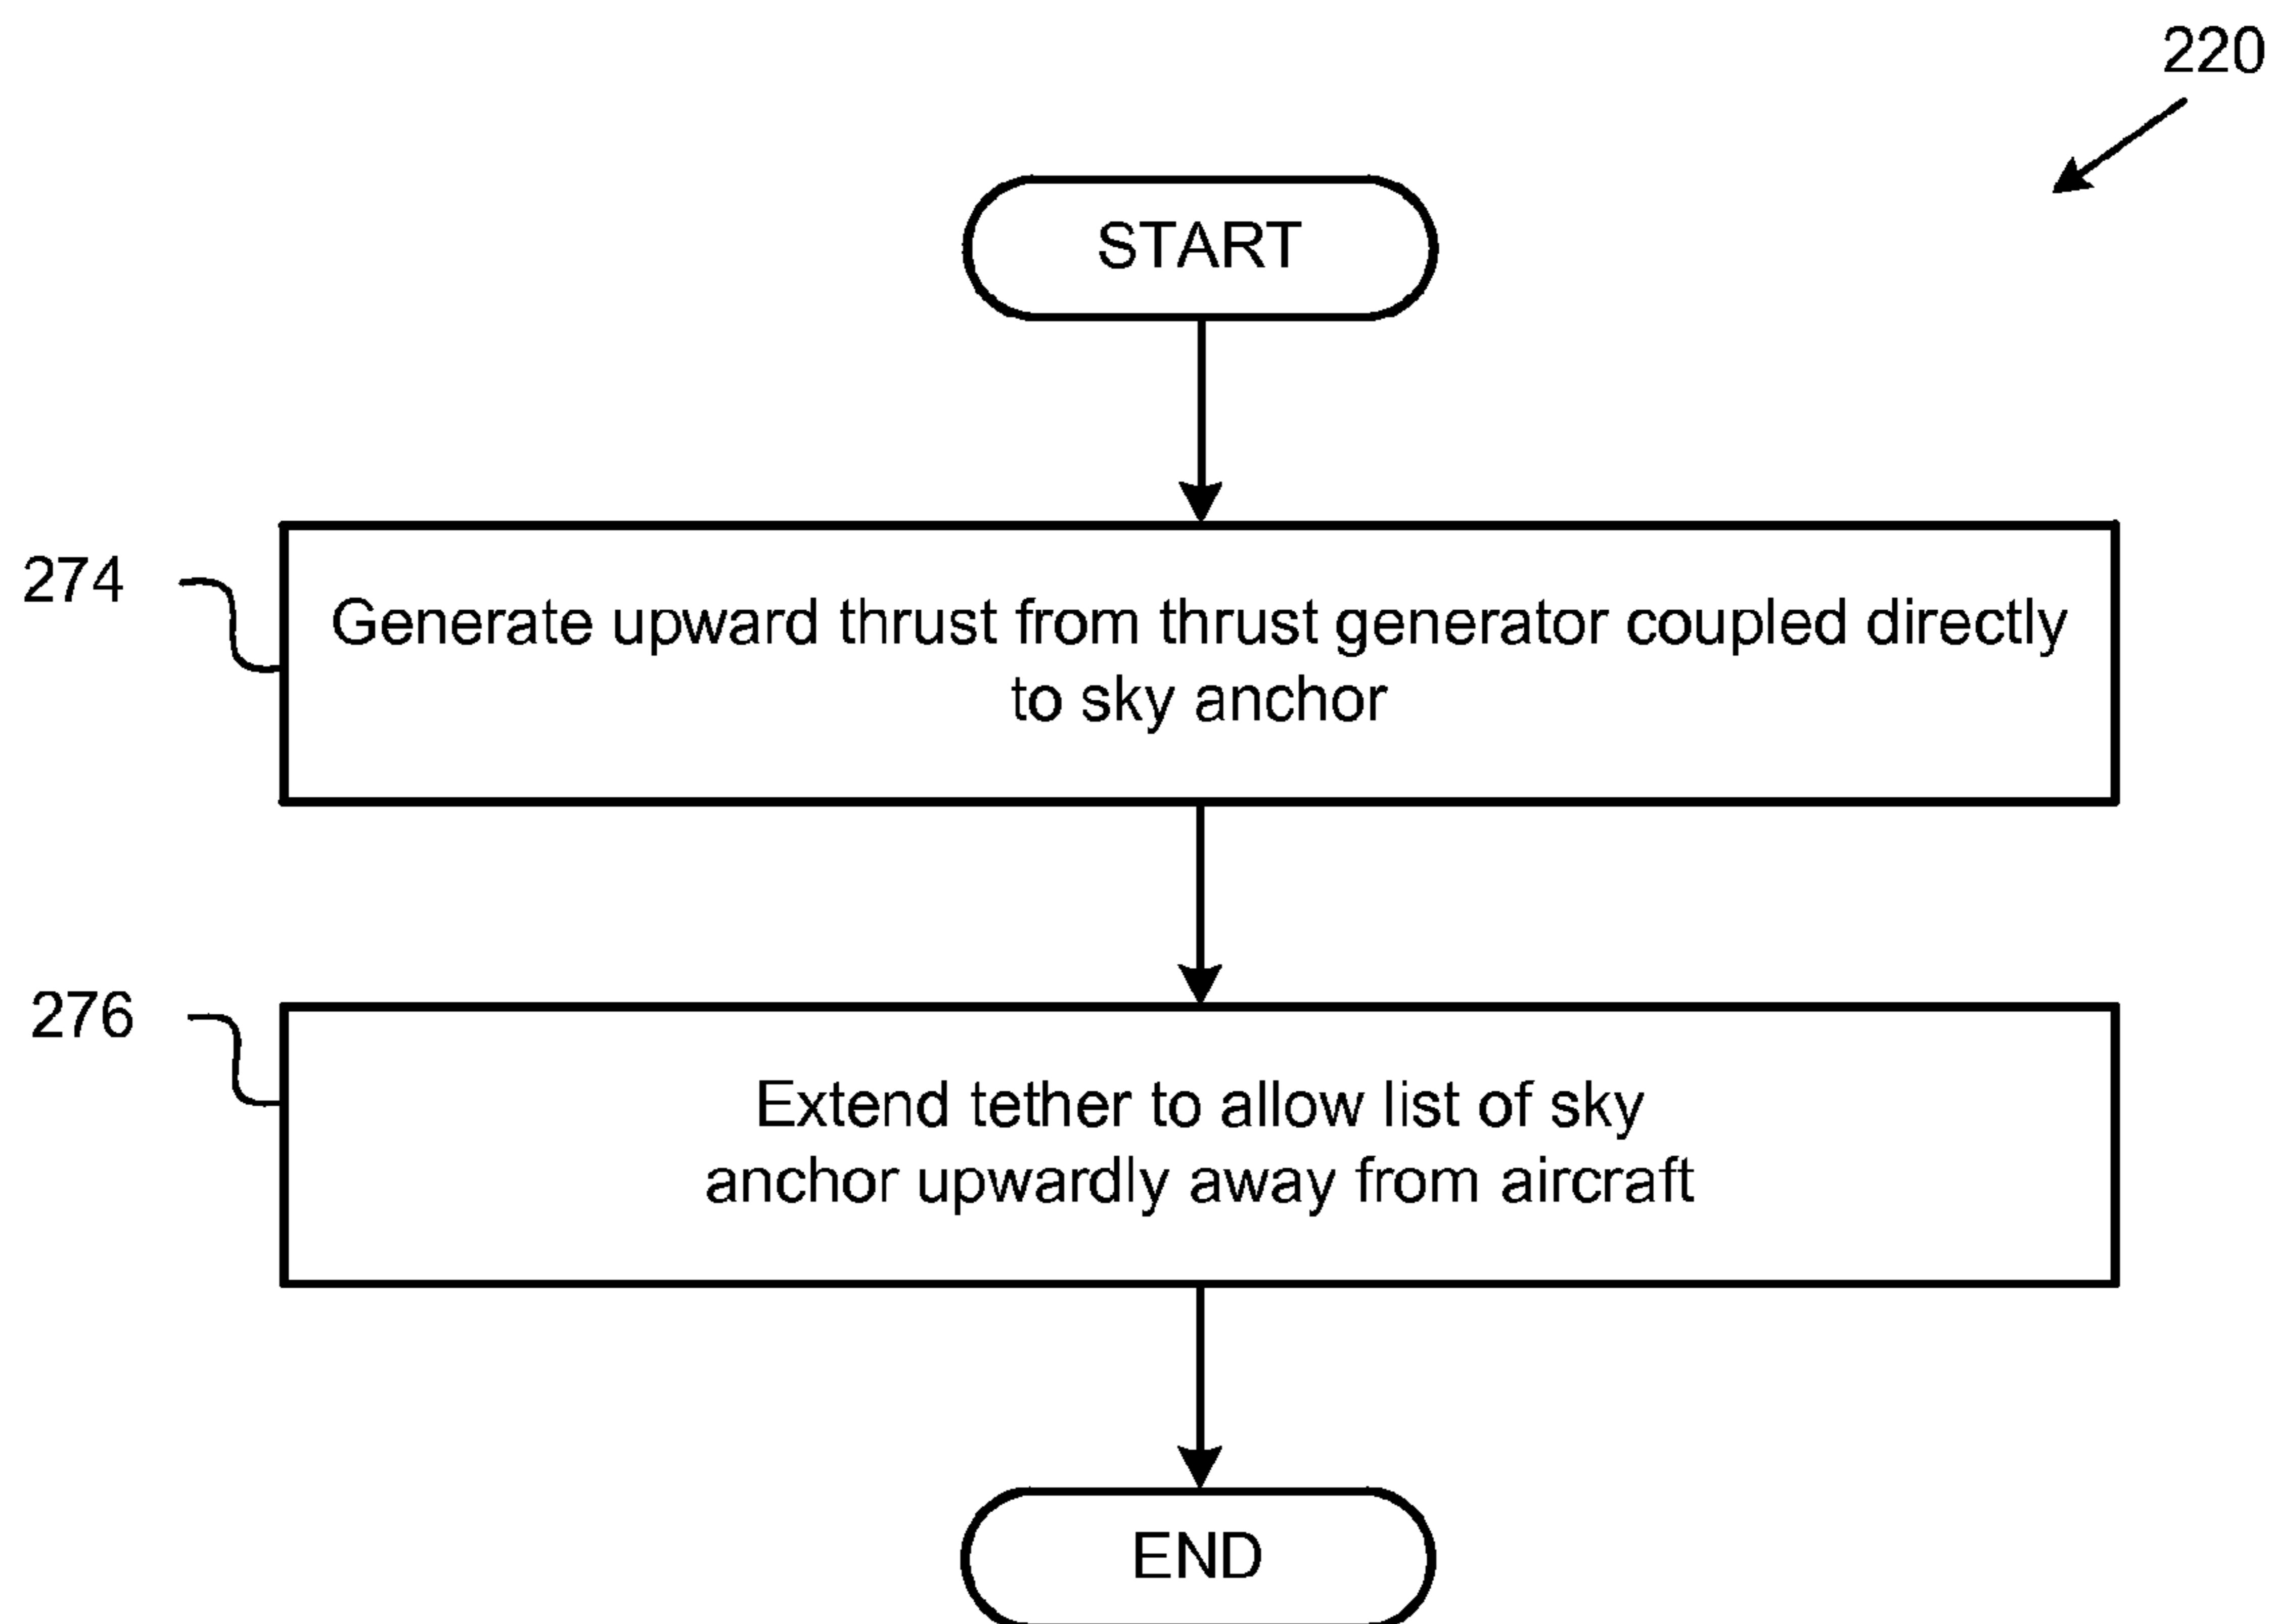 220
START
274
Generate upward thrust from thrust generator coupled directly
to sky anchor
276
Extend tether to allow list of sky
anchor upwardly away from aircraft
END